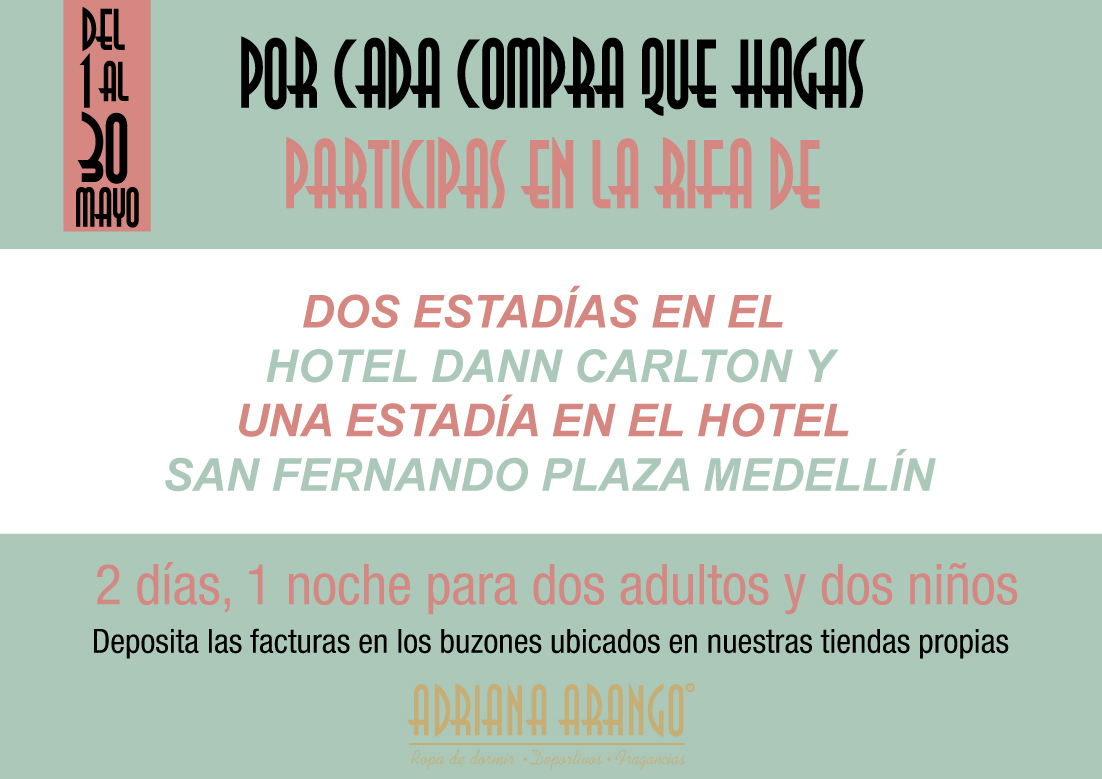 DEL
1 AL
30
MAYO
POR CADA COMPRA QUE HAGAS
PARTICIPAS EN LA RIFA DE
DOS ESTADÍAS EN EL
HOTEL DANN CARLTON Y
UNA ESTADÍA EN EL HOTEL
SAN FERNANDO PLAZA MEDELLÍN
2 días, 1 noche para dos adultos y dos niños
Deposita las facturas en los buzones ubicados en nuestras tiendas propias
ADRIANA ARANGO®
Ropa de dormir • Deportivos • Fragancias